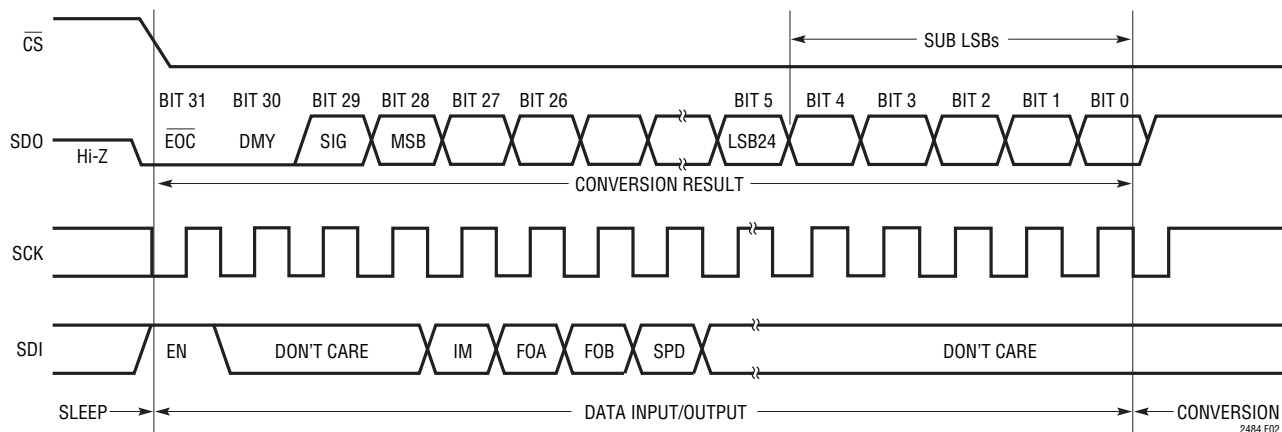 CS
SUB LSBs
BIT 31 BIT 30 BIT 29 BIT 28 BIT 27 BIT 26 BIT 5 BIT 4 BIT 3 BIT 2 BIT 1 BIT 0
SDO Hi-Z EOC DMY SIG MSB LSB24
CONVERSION RESULT
SCK
SDI EN DON'T CARE IM FOA FOB SPD DON'T CARE
SLEEP DATA INPUT/OUTPUT CONVERSION
2484 F02